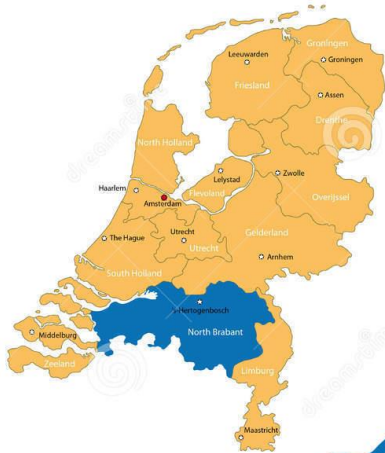 Groningen
Leeuwarden
Groningen
Friesland
Assen
Drenthe
North Holland
Zwolle
Lelystad
Haarlem
Flevoland
Overijssel
Amsterdam
Utrecht
Gelderland
The Hague
Utrecht
Arnhem
South Holland
s-Hertogenbosch
North Brabant
Middelburg
Zeeland
Limburg
Maastricht